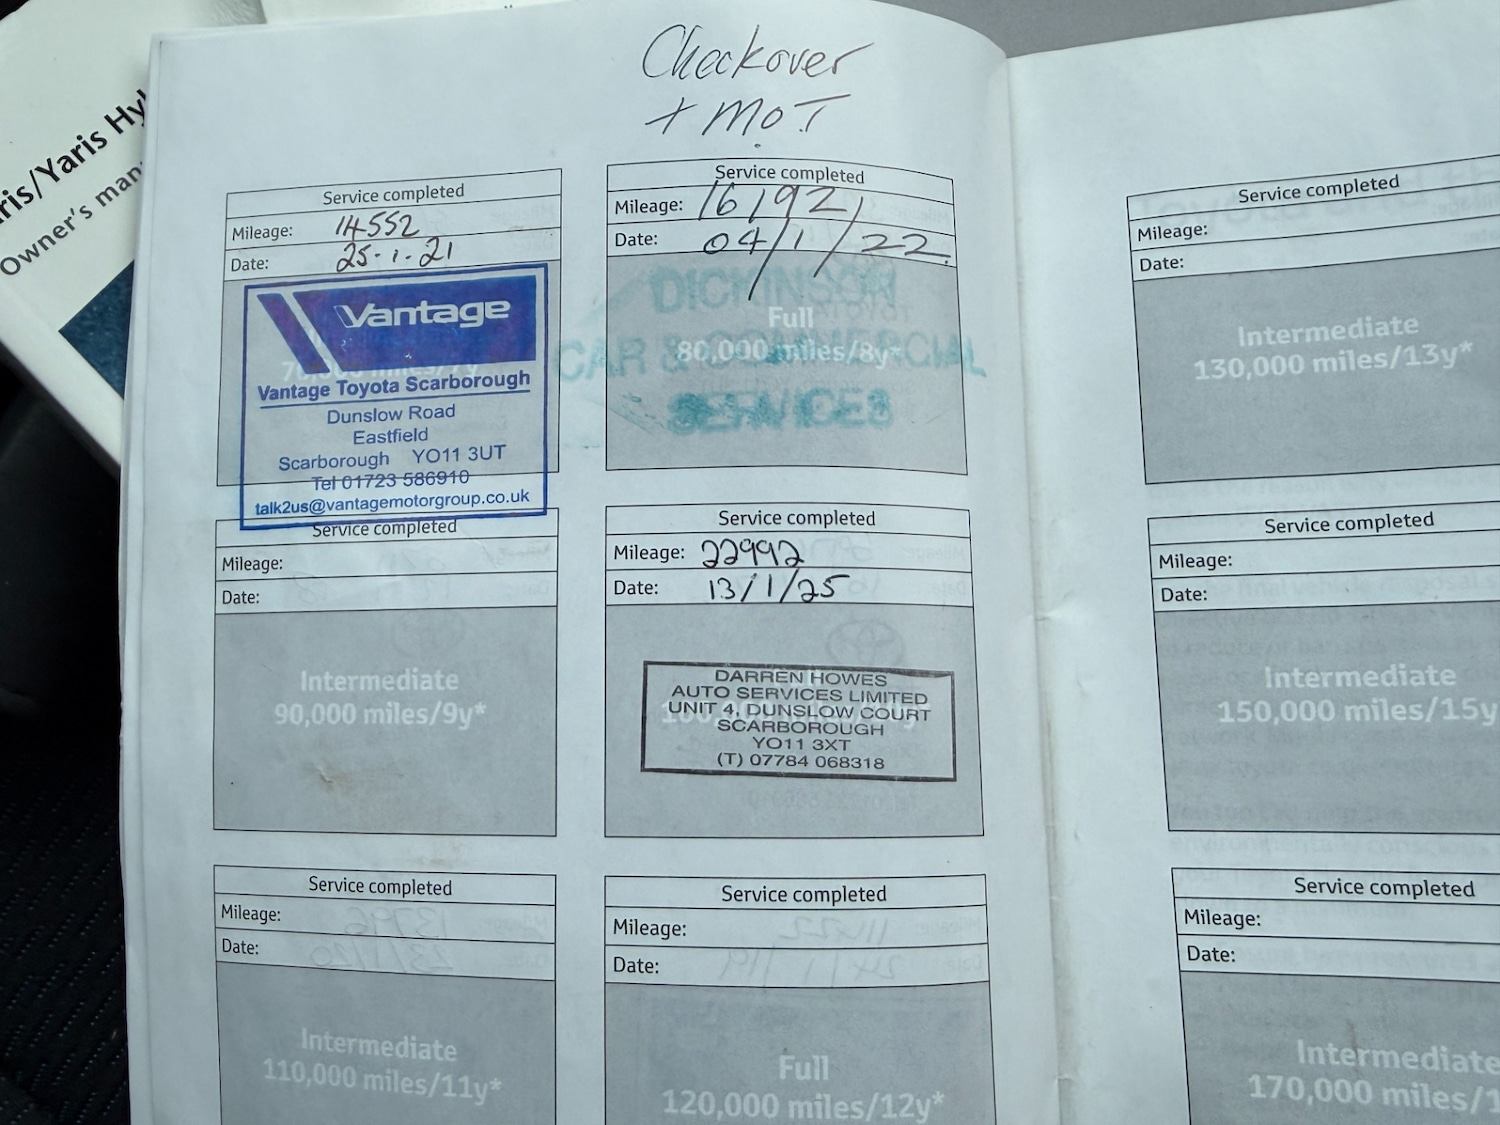 Yaris Hy
Owner's man
Checkover
+ MOT
Service completed
Mileage: 14552
Date: 25-1-21
Vantage
Vantage Toyota Scarborough
Dunslow Road
Eastfield
Scarborough YO11 3UT
Tel 01723 586910
talk2us@vantagemotorgroup.co.uk
Service completed
Mileage: 16192
Date: 04/1/22
DICKINSON
Full
CAR & COMMERCIAL
80,000 miles/8y*
SERVICES
Service completed
Mileage:
Date:
Intermediate
130,000 miles/13y*
Service completed
Mileage:
Date:
Intermediate
90,000 miles/9y*
Service completed
Mileage: 22992
Date: 13/1/25
DARREN HOWES
AUTO SERVICES LIMITED
UNIT 4, DUNSLOW COURT
SCARBOROUGH
YO11 3XT
(T) 07784 068318
Service completed
Mileage:
Date:
Intermediate
150,000 miles/15y
Service completed
Mileage:
Date:
Intermediate
110,000 miles/11y*
Service completed
Mileage:
Date:
Full
120,000 miles/12y*
Service completed
Mileage:
Date:
Intermediate
170,000 miles/1